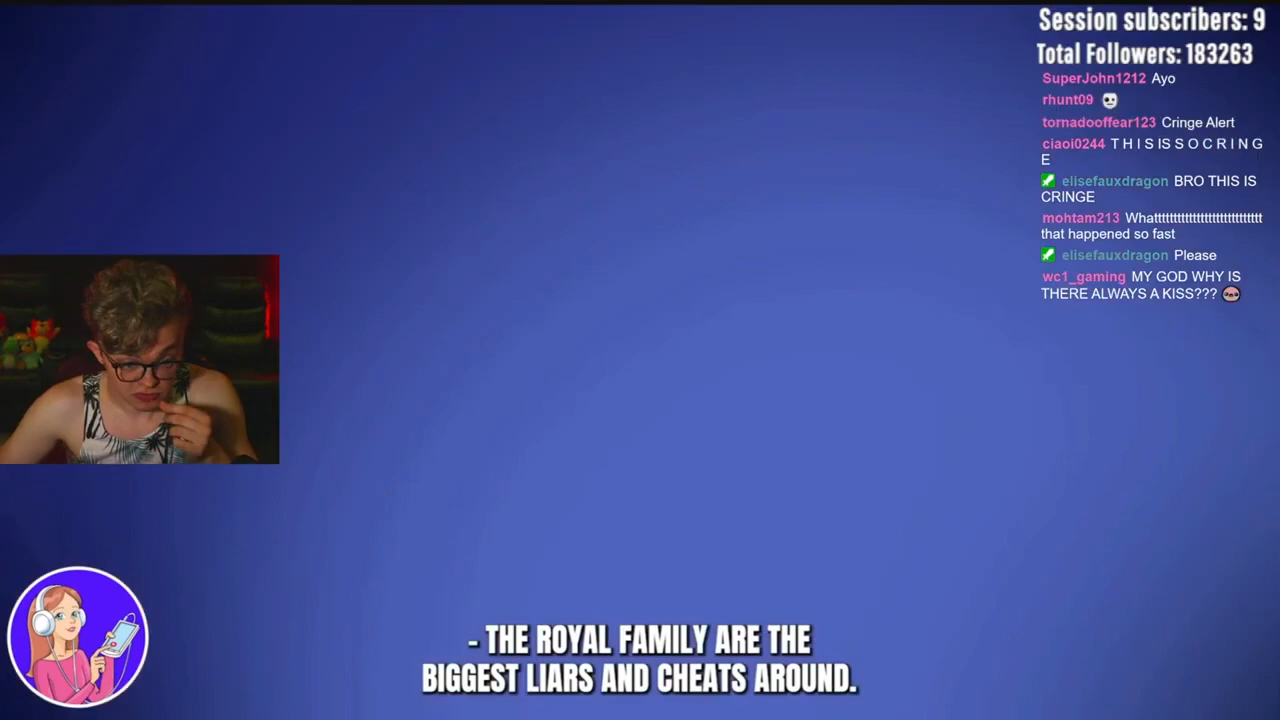 Session subscribers: 9
Total Followers: 183263
SuperJohn1212 Ayo
rhunt09
tornadooffear123 Cringe Alert
ciaoi0244 T H I S IS S O C R I N G
E
elisefauxdragon BRO THIS IS
CRINGE
mohtam213 Whatttttttttttttttttttttttttttt
that happened so fast
elisefauxdragon Please
wc1_gaming MY GOD WHY IS
THERE ALWAYS A KISS???
- THE ROYAL FAMILY ARE THE
BIGGEST LIARS AND CHEATS AROUND.